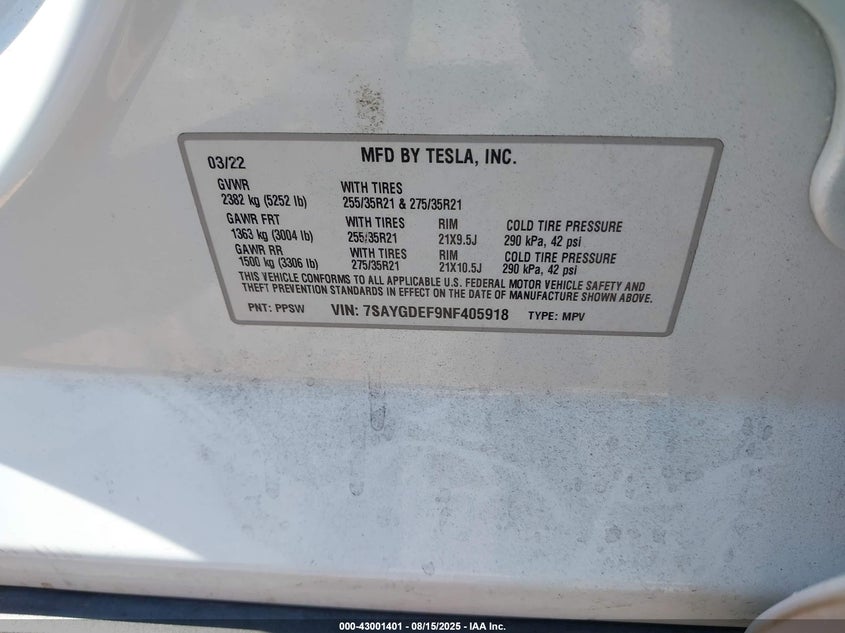 03/22 MFD BY TESLA, INC.
GVWR WITH TIRES
2382 kg (5252 lb) 255/35R21 & 275/35R21
GAWR FRT WITH TIRES RIM COLD TIRE PRESSURE
1363 kg (3004 lb) 255/35R21 21X9.5J 290 kPa, 42 psi
GAWR RR WITH TIRES RIM COLD TIRE PRESSURE
1500 kg (3306 lb) 275/35R21 21X10.5J 290 kPa, 42 psi
THIS VEHICLE CONFORMS TO ALL APPLICABLE U.S. FEDERAL MOTOR VEHICLE SAFETY AND
THEFT PREVENTION STANDARDS IN EFFECT ON THE DATE OF MANUFACTURE SHOWN ABOVE.
PNT: PPSW VIN: 7SAYGDEF9NF405918 TYPE: MPV
000-43001401 - 08/15/2025 - IAA Inc.